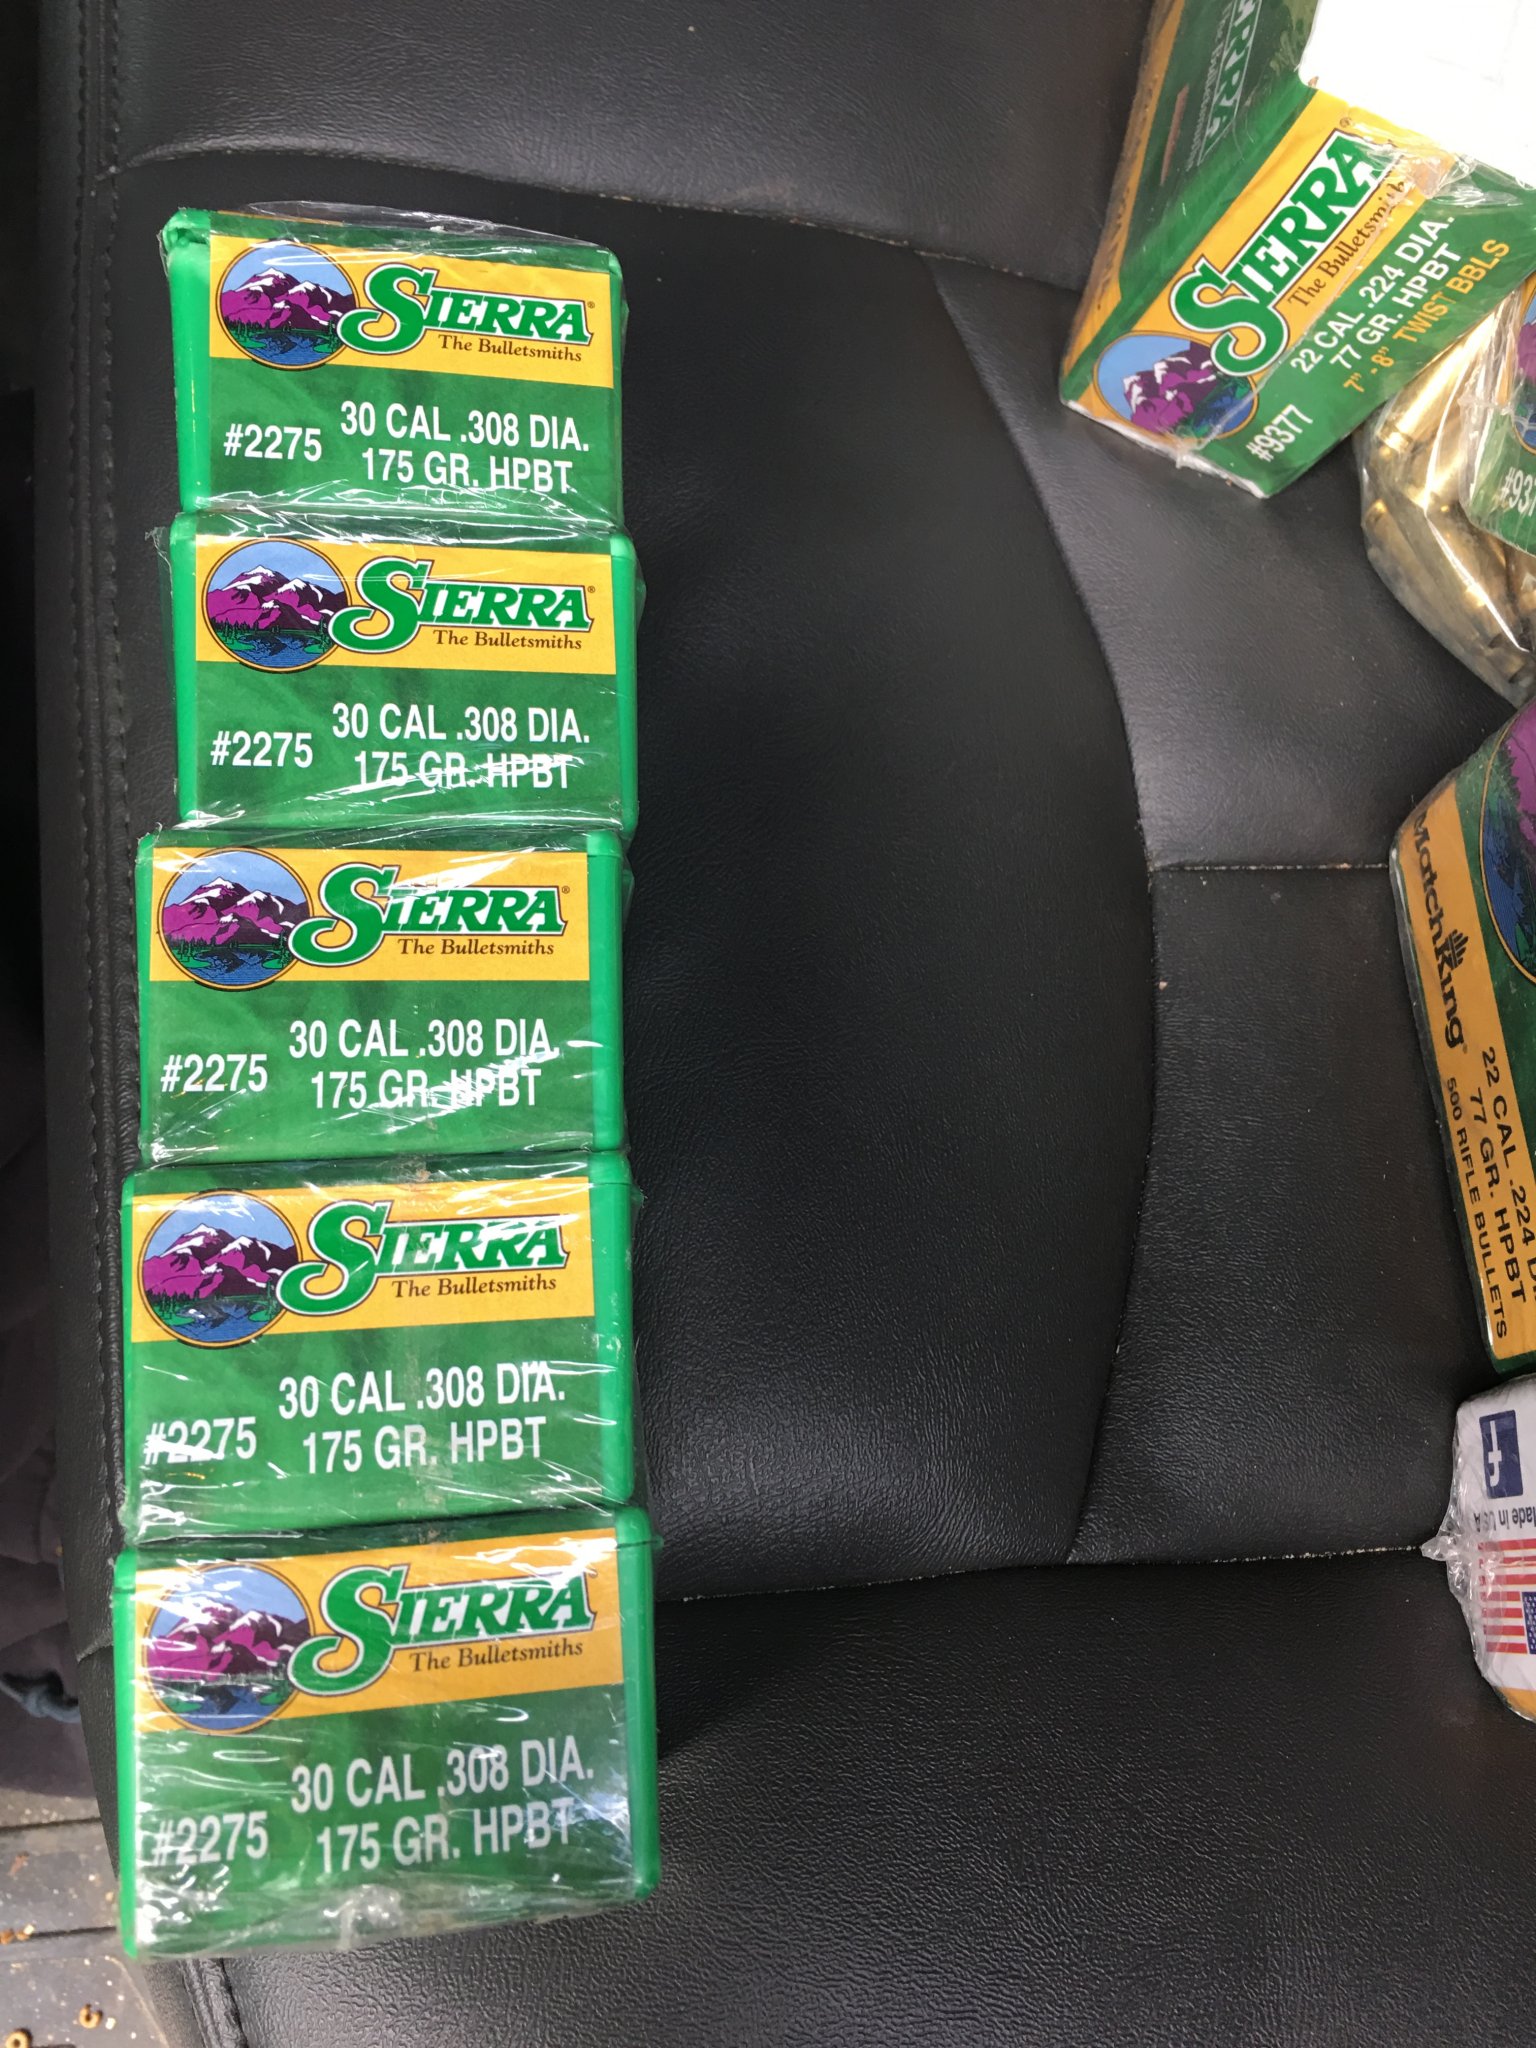 SIERRA®
The Bulletsmiths
#2275
30 CAL .308 DIA.
175 GR. HPBT
SIERRA®
The Bulletsmiths
#2275
30 CAL .308 DIA.
175 GR. HPBT
SIERRA®
The Bulletsmiths
#2275
30 CAL .308 DIA.
175 GR. HPBT
SIERRA
The Bulletsmiths
#2275
30 CAL .308 DIA.
175 GR. HPBT
SIERRA
The Bulletsmiths
#2275
30 CAL .308 DIA.
175 GR. HPBT
SIERRA®
The Bulletsmiths
22 CAL .224 DIA.
77 GR. HPBT
7" - 8" TWIST BBLS
#9377
MatchKing®
22 CAL .224
77 GR. HPBT
500 RIFLE BULLETS
Made in USA